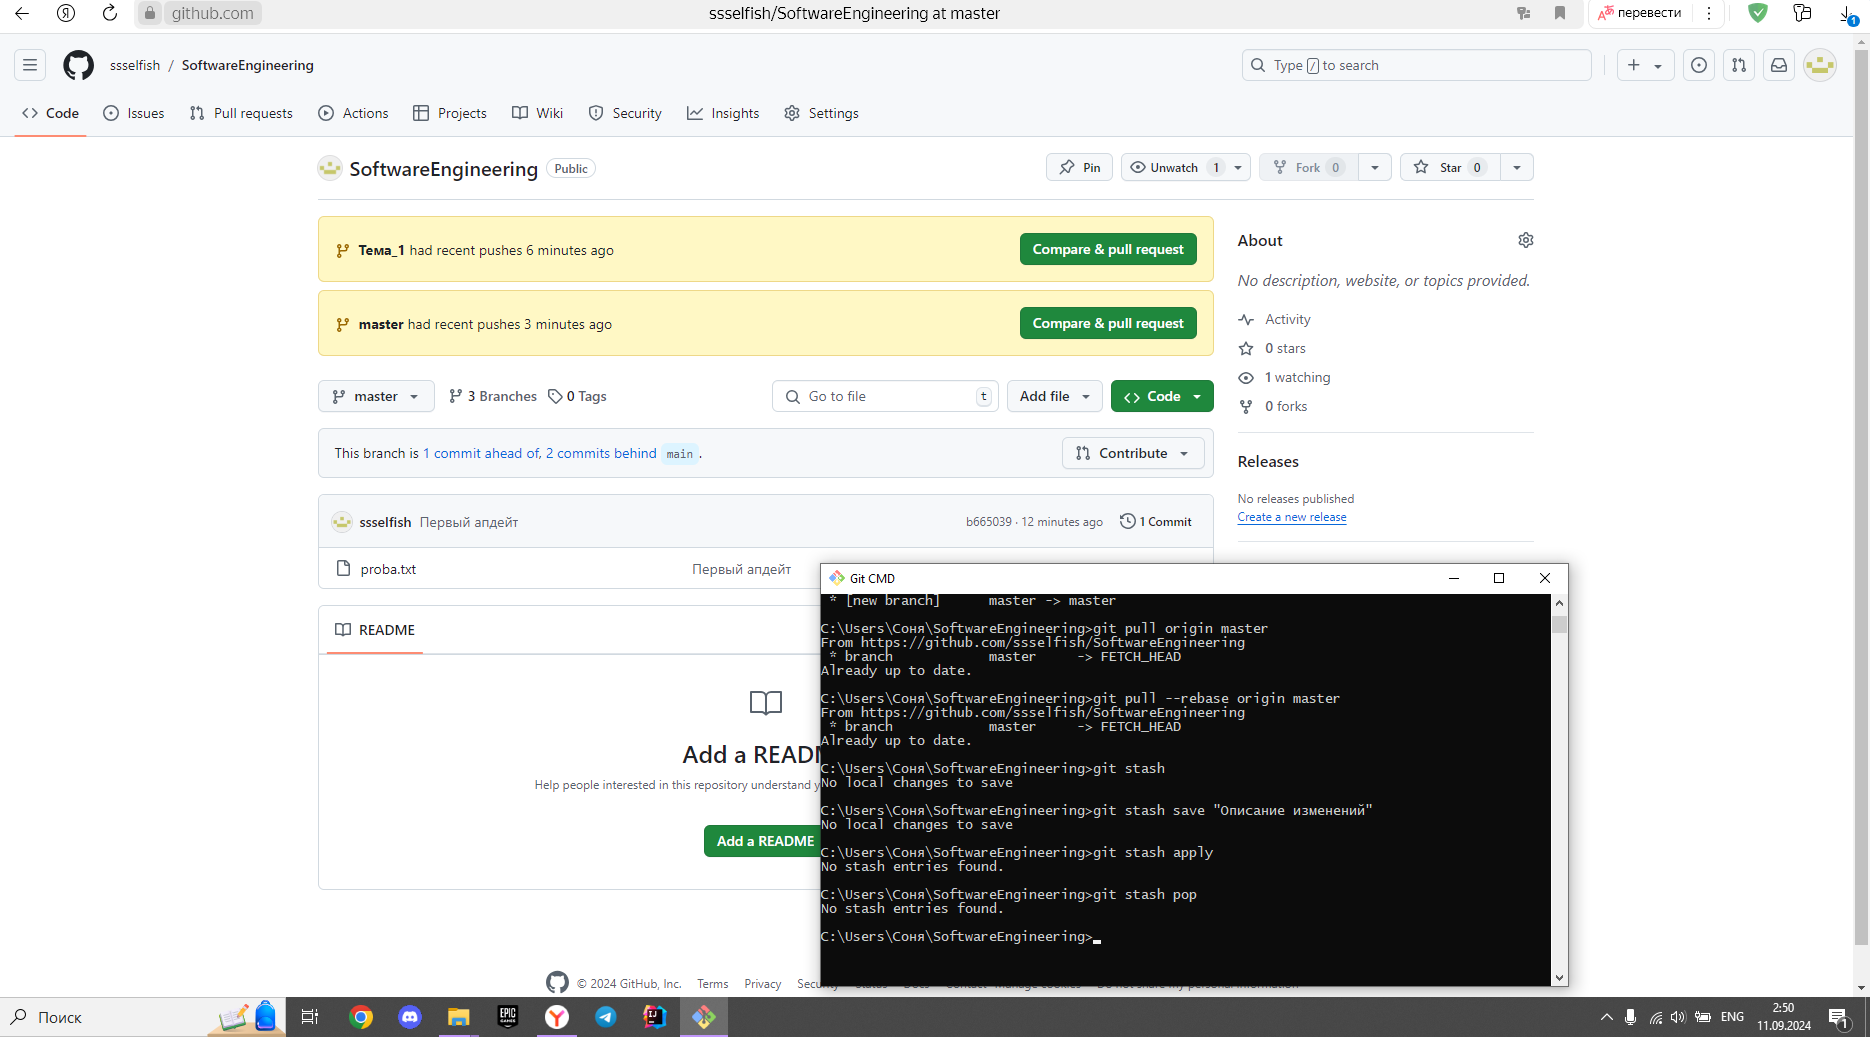 github.com
ssselfish/SoftwareEngineering at master
перевести
1
ssselfish / SoftwareEngineering
Type / to search
Code
Issues
Pull requests
Actions
Projects
Wiki
Security
Insights
Settings
SoftwareEngineering Public
Pin
Unwatch 1
Fork 0
Star 0
Тема_1 had recent pushes 6 minutes ago
Compare & pull request
master had recent pushes 3 minutes ago
Compare & pull request
master
3 Branches
0 Tags
Go to file t
Add file
<> Code
This branch is 1 commit ahead of, 2 commits behind main .
Contribute
ssselfish Первый апдейт
b665039 · 12 minutes ago
1 Commit
proba.txt
Первый апдейт
README
Add a READ
Help people interested in this repository understand
Add a README
About
No description, website, or topics provided.
Activity
0 stars
1 watching
0 forks
Releases
No releases published
Create a new release
Git CMD
* [new branch]      master -> master
C:\Users\Соня\SoftwareEngineering>git pull origin master
From https://github.com/ssselfish/SoftwareEngineering
* branch            master     -> FETCH_HEAD
Already up to date.
C:\Users\Соня\SoftwareEngineering>git pull --rebase origin master
From https://github.com/ssselfish/SoftwareEngineering
* branch            master     -> FETCH_HEAD
Already up to date.
C:\Users\Соня\SoftwareEngineering>git stash
No local changes to save
C:\Users\Соня\SoftwareEngineering>git stash save "Описание изменений"
No local changes to save
C:\Users\Соня\SoftwareEngineering>git stash apply
No stash entries found.
C:\Users\Соня\SoftwareEngineering>git stash pop
No stash entries found.
C:\Users\Соня\SoftwareEngineering>
© 2024 GitHub, Inc.
Terms
Privacy
Поиск
EPIC GAMES
ENG
2:50
11.09.2024
1